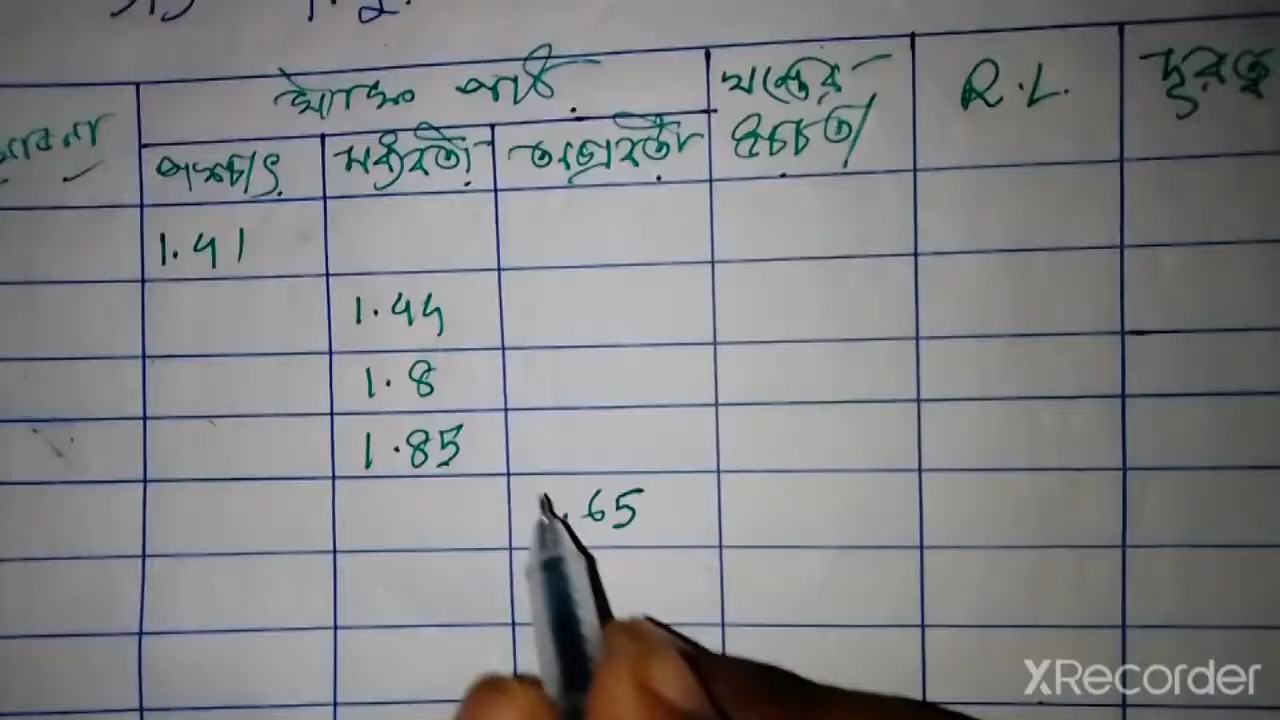 স্টাফ পাঠ
যন্ত্রের
উচ্চতা
R.L.
দূরত্ব
পশ্চাৎ
মধ্যবর্তী
অগ্রবর্তী
1.41
1.44
1.8
1.85
.65
XRecorder